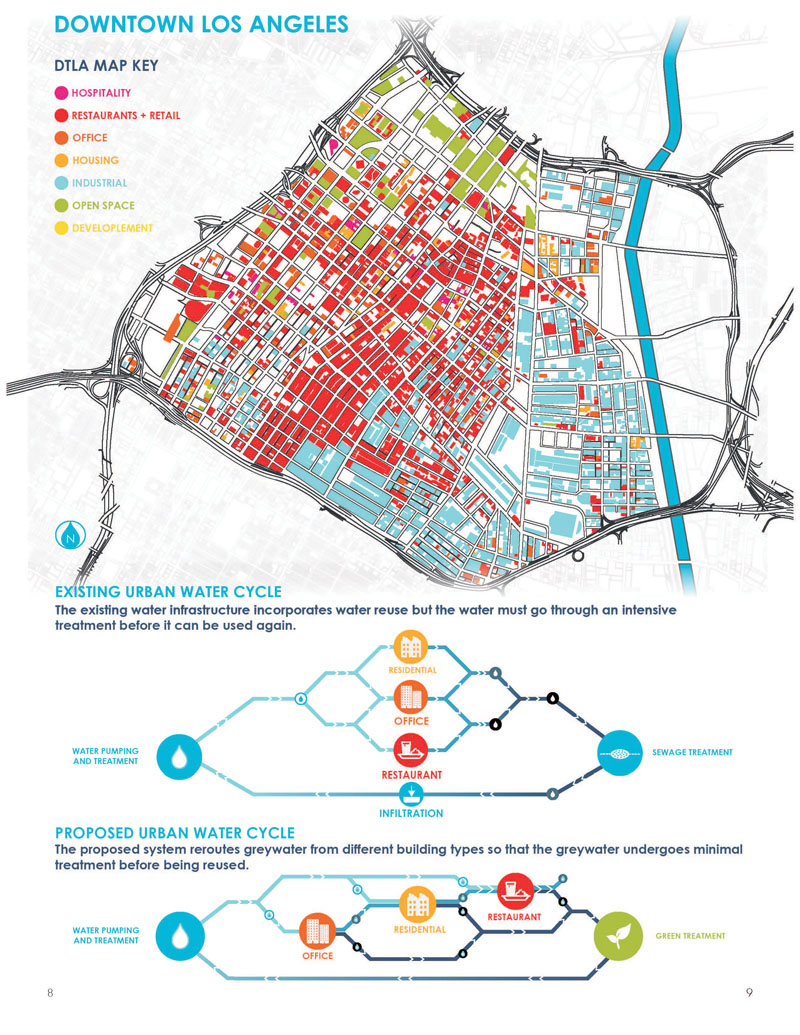 DOWNTOWN LOS ANGELES
DTLA MAP KEY
HOSPITALITY
RESTAURANTS + RETAIL
OFFICE
HOUSING
INDUSTRIAL
OPEN SPACE
DEVELOPLEMENT
N
EXISTING URBAN WATER CYCLE
The existing water infrastructure incorporates water reuse but the water must go through an intensive
treatment before it can be used again.
RESIDENTIAL
OFFICE
WATER PUMPING
AND TREATMENT
SEWAGE TREATMENT
RESTAURANT
INFILTRATION
PROPOSED URBAN WATER CYCLE
The proposed system reroutes greywater from different building types so that the greywater undergoes minimal
treatment before being reused.
RESTAURANT
WATER PUMPING
AND TREATMENT
RESIDENTIAL
GREEN TREATMENT
OFFICE
8
9